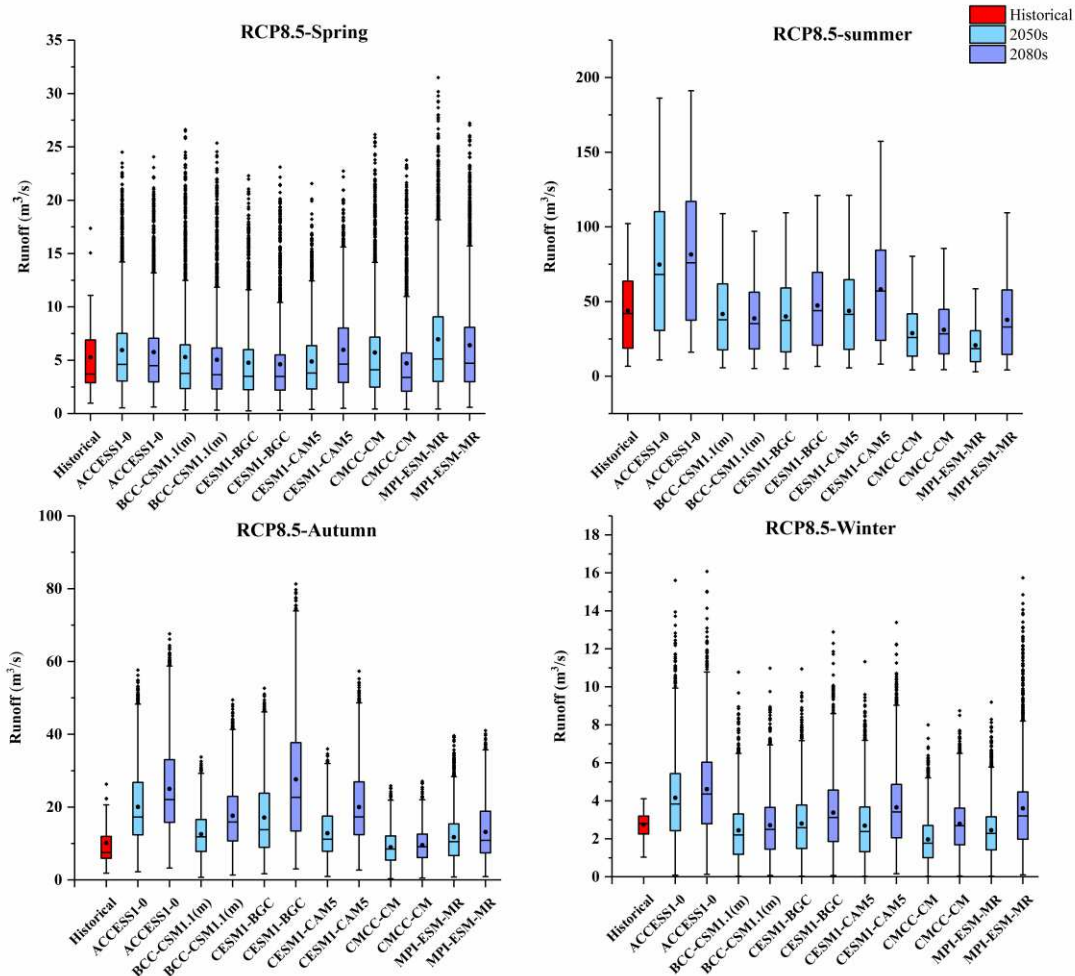 Historical
2050s
2080s
RCP8.5-Spring
35
30
25
20
15
10
5
0
Runoff (m³/s)
Historical
ACCESS1-0
ACCESS1-0
BCC-CSM1.1(m)
BCC-CSM1.1(m)
CESM1-BGC
CESM1-BGC
CESM1-CAM5
CESM1-CAM5
CMCC-CM
CMCC-CM
MPI-ESM-MR
MPI-ESM-MR
RCP8.5-summer
200
150
100
50
0
Runoff (m³/s)
Historical
ACCESS1-0
ACCESS1-0
BCC-CSM1.1(m)
BCC-CSM1.1(m)
CESM1-BGC
CESM1-BGC
CESM1-CAM5
CESM1-CAM5
CMCC-CM
CMCC-CM
MPI-ESM-MR
MPI-ESM-MR
RCP8.5-Autumn
100
80
60
40
20
0
Runoff (m³/s)
Historical
ACCESS1-0
ACCESS1-0
BCC-CSM1.1(m)
BCC-CSM1.1(m)
CESM1-BGC
CESM1-BGC
CESM1-CAM5
CESM1-CAM5
CMCC-CM
CMCC-CM
MPI-ESM-MR
MPI-ESM-MR
RCP8.5-Winter
18
16
14
12
10
8
6
4
2
0
Runoff (m³/s)
Historical
ACCESS1-0
ACCESS1-0
BCC-CSM1.1(m)
BCC-CSM1.1(m)
CESM1-BGC
CESM1-BGC
CESM1-CAM5
CESM1-CAM5
CMCC-CM
CMCC-CM
MPI-ESM-MR
MPI-ESM-MR